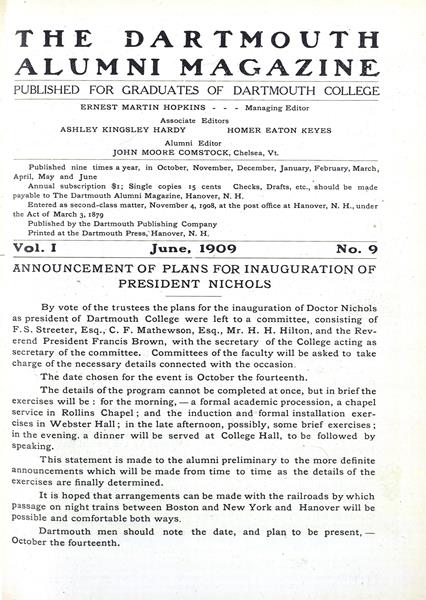 THE DARTMOUTH
ALUMNI MAGAZINE
PUBLISHED FOR GRADUATES OF DARTMOUTH COLLEGE
ERNEST MARTIN HOPKINS - - - Managing Editor
Associate Editors
ASHLEY KINGSLEY HARDY HOMER EATON KEYES
Alumni Editor
JOHN MOORE COMSTOCK, Chelsea, Vt.
Published nine times a year, in October, November, December, January, February, March,
April, May and June
Annual subscription $1; Single copies 15 cents Checks, Drafts, etc., should be made
payable to The Dartmouth Alumni Magazine, Hanover, N. H.
Entered as second-class matter, November 4, 1908, at the post office at Hanover, N. H., under
the Act of March 3, 1879
Published by the Dartmouth Publishing Company
Printed at the Dartmouth Press, Hanover, N. H.
Vol. I June, 1909 No. 9
ANNOUNCEMENT OF PLANS FOR INAUGURATION OF
PRESIDENT NICHOLS
By vote of the trustees the plans for the inauguration of Doctor Nichols
as president of Dartmouth College were left to a committee, consisting of
F. S. Streeter, Esq., C. F. Mathewson, Esq., Mr. H. H. Hilton, and the Rev-
erend President Francis Brown, with the secretary of the College acting as
secretary of the committee. Committees of the faculty will be asked to take
charge of the necessary details connected with the occasion.
The date chosen for the event is October the fourteenth.
The details of the program cannot be completed at once, but in brief the
exercises will be : for the morning, — a formal academic procession, a chapel
service in Rollins Chapel ; and the induction and formal installation exer-
cises in Webster Hall ; in the late afternoon, possibly, some brief exercises ;
in the evening, a dinner will be served at College Hall, to be followed by
speaking.
This statement is made to the alumni preliminary to the more definite
announcements which will be made from time to time as the details of the
exercises are finally determined.
It is hoped that arrangements can be made with the railroads by which
passage on night trains between Boston and New York and Hanover will be
possible and comfortable both ways.
Dartmouth men should note the date, and plan to be present, —
October the fourteenth.